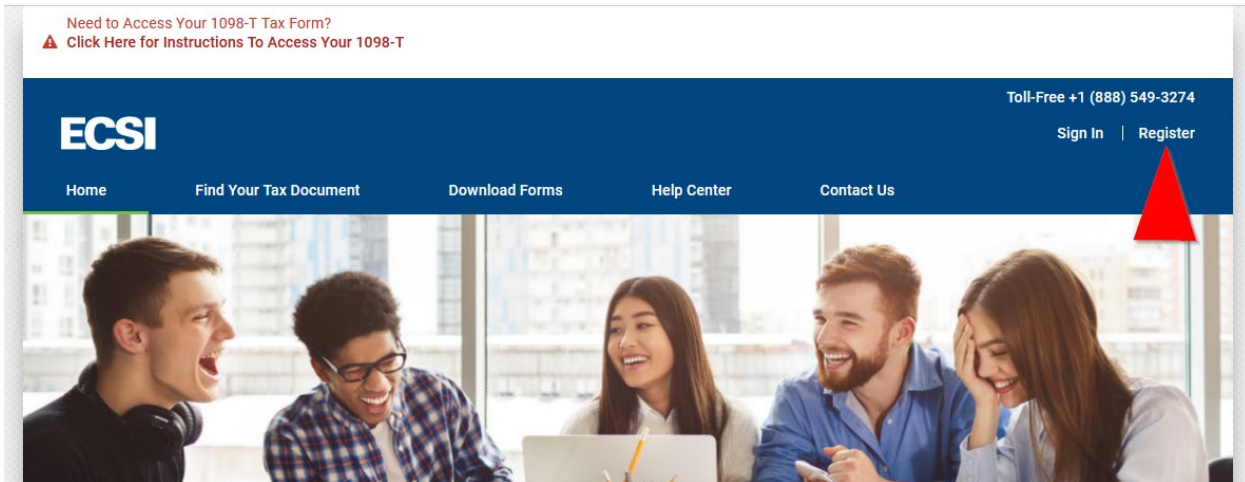 Need to Access Your 1098-T Tax Form?
Click Here for Instructions To Access Your 1098-T
Toll-Free +1 (888) 549-3274
ECSI
Sign In | Register
Home Find Your Tax Document Download Forms Help Center Contact Us